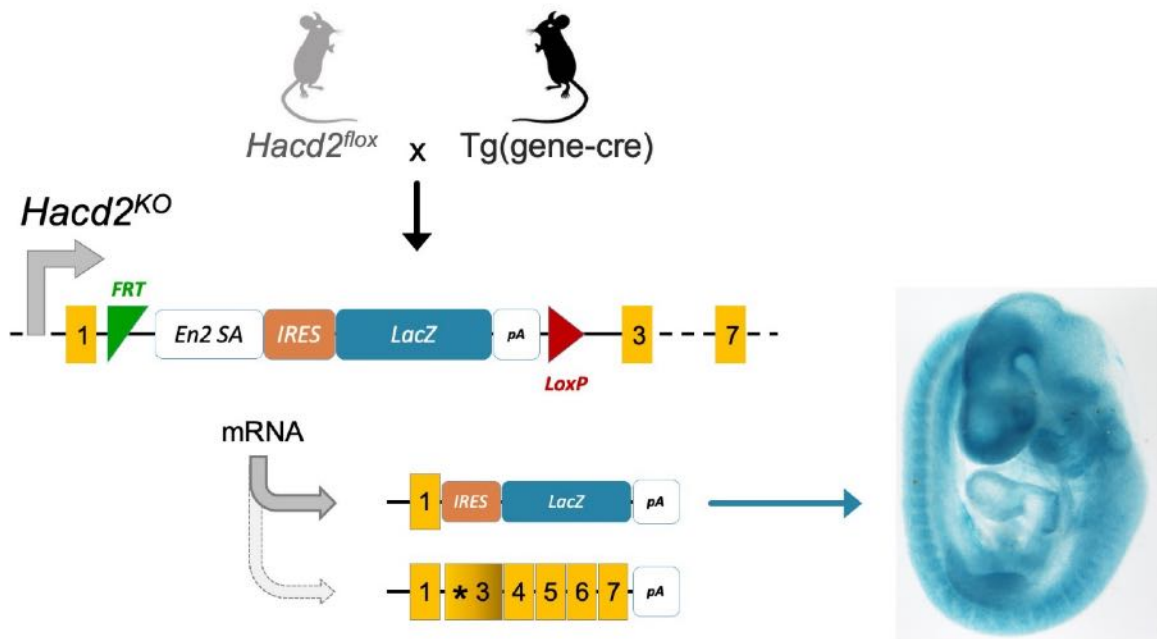 Hacd2flox x Tg(gene-cre)
Hacd2KO
FRT
1 En2 SA IRES LacZ pA 3 7
LoxP
mRNA
1 IRES LacZ pA
1 * 3 4 5 6 7 pA